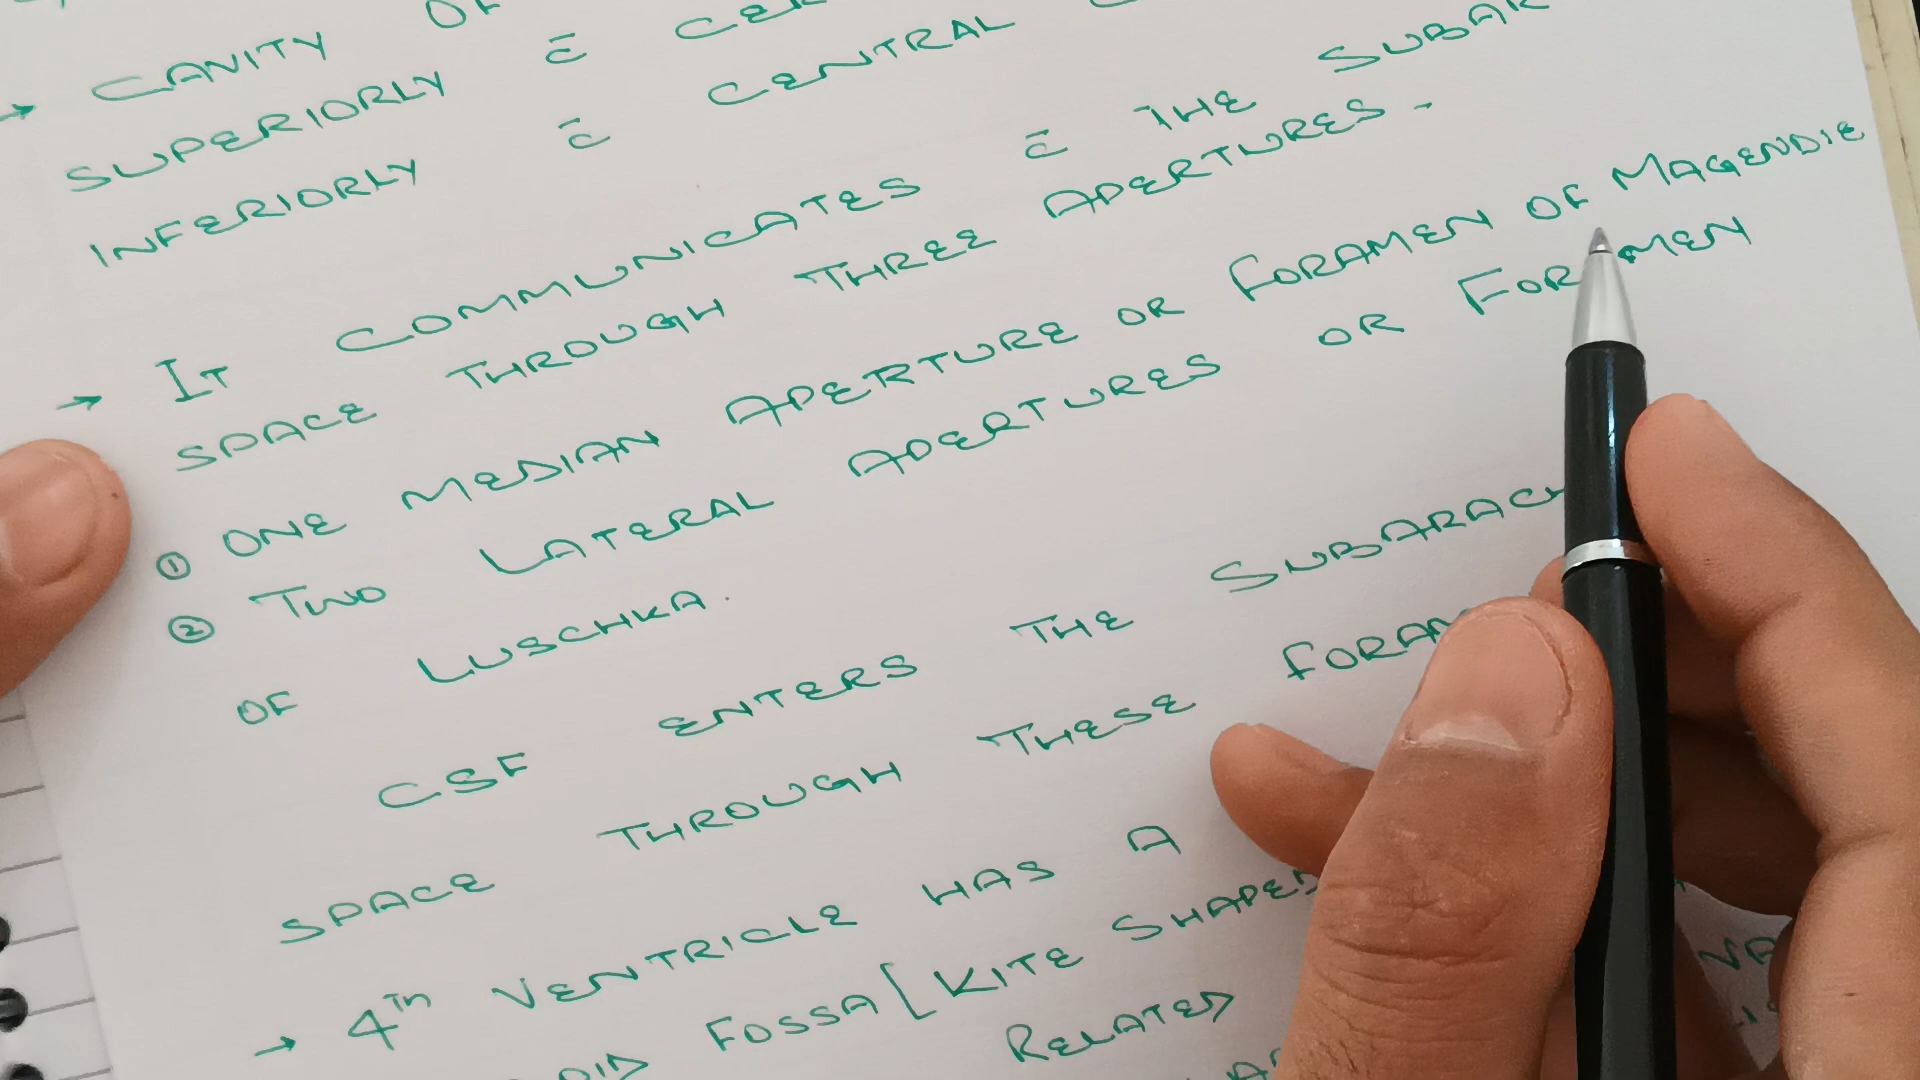 → CAVITY OF
SUPERIORLY c̄
INFERIORLY c̄ CENTRAL
→ IT COMMUNICATES c̄ THE
SPACE THROUGH THREE APERTURES -
① ONE MEDIAN APERTURE OR FORAMEN OF MAGENDIE
② TWO LATERAL APERTURES OR FORAMEN
OF LUSCHKA.
CSF ENTERS THE SUBARACH
SPACE THROUGH THESE FORAM
→ 4TH VENTRICLE HAS A
FOSSA [KITE SHAPED
RELATED